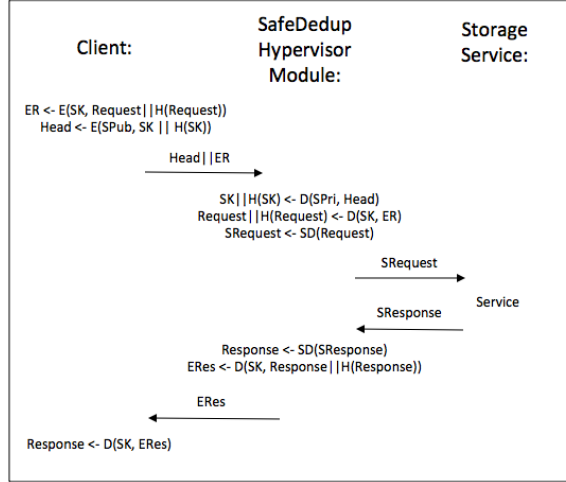 Client:
SafeDedup
Hypervisor
Module:
Storage
Service:
ER <- E(SK, Request||H(Request))
Head <- E(SPub, SK || H(SK))
Head||ER
SK||H(SK) <- D(SPri, Head)
Request||H(Request) <- D(SK, ER)
SRequest <- SD(Request)
SRequest
Service
SResponse
Response <- SD(SResponse)
ERes <- D(SK, Response||H(Response))
ERes
Response <- D(SK, ERes)